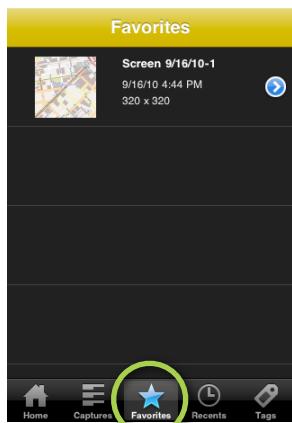 Favorites
Screen 9/16/10-1
9/16/10 4:44 PM
320 x 320
Home Captures Favorites Recents Tags